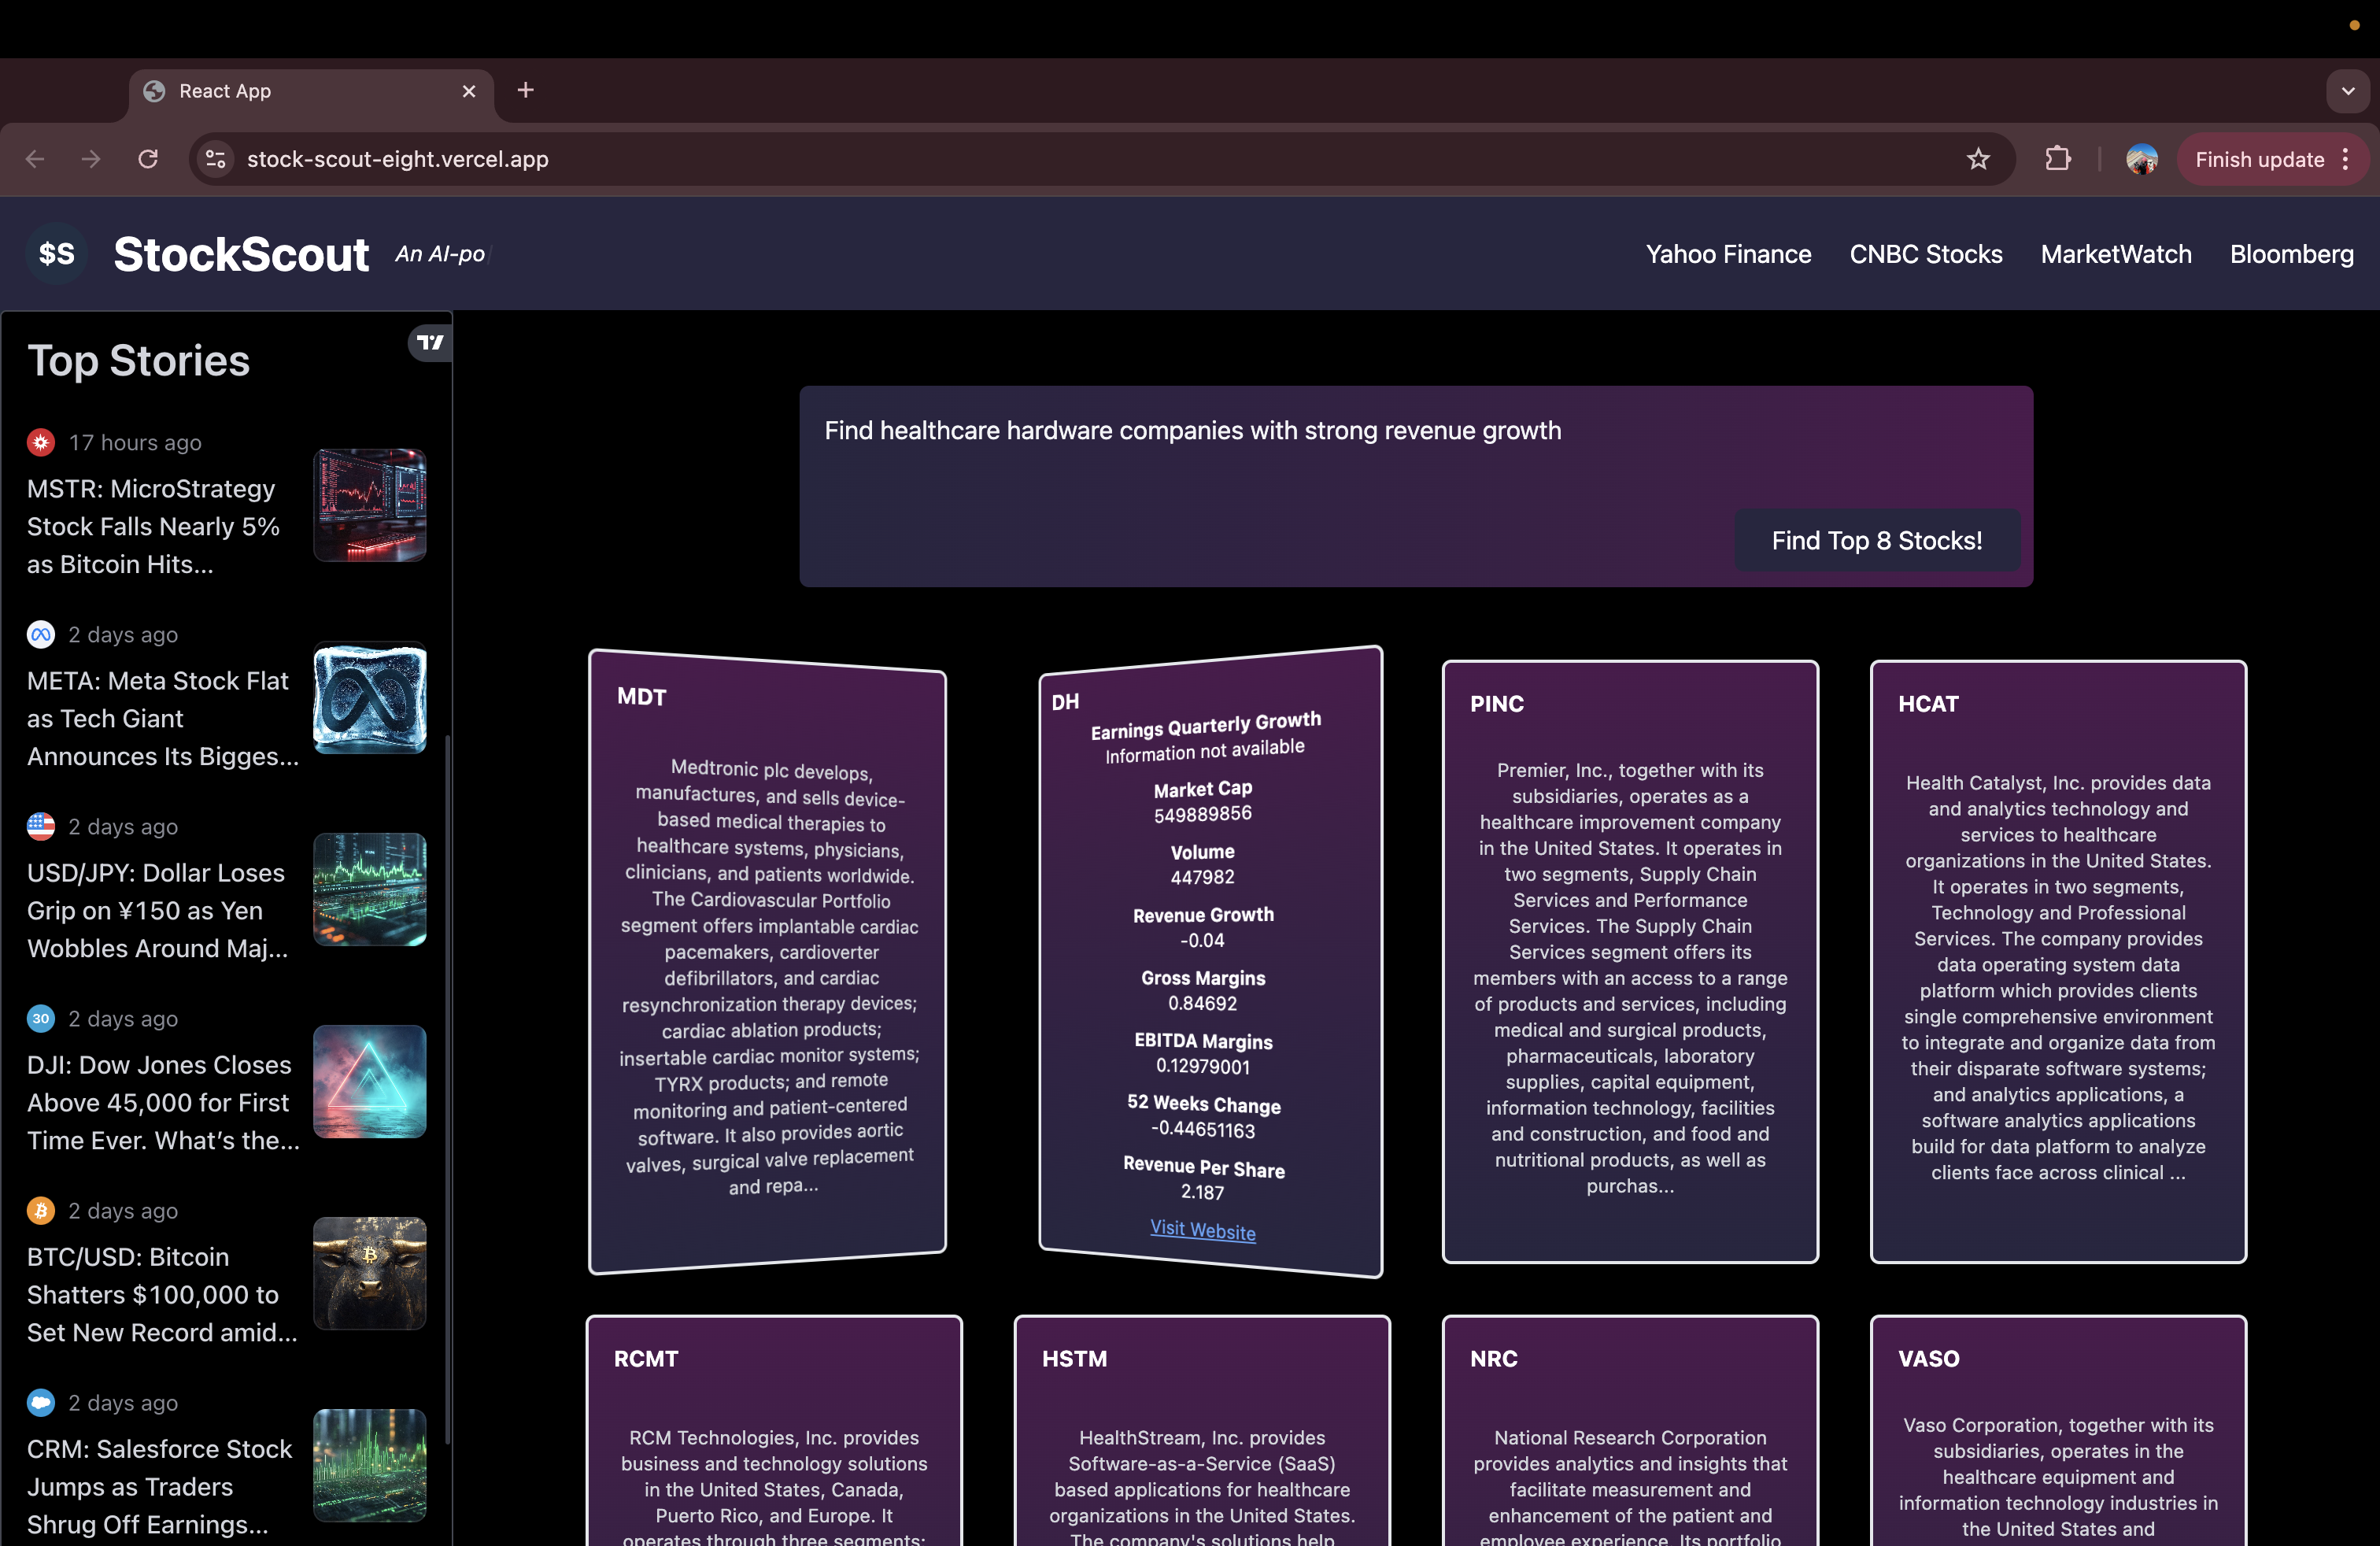 React App
stock-scout-eight.vercel.app
Finish update
$S
StockScout
An AI-po
Yahoo Finance
CNBC Stocks
MarketWatch
Bloomberg
Top Stories
17 hours ago
MSTR: MicroStrategy
Stock Falls Nearly 5%
as Bitcoin Hits...
2 days ago
META: Meta Stock Flat
as Tech Giant
Announces Its Bigges...
2 days ago
USD/JPY: Dollar Loses
Grip on ¥150 as Yen
Wobbles Around Maj...
30
2 days ago
DJI: Dow Jones Closes
Above 45,000 for First
Time Ever. What’s the...
2 days ago
BTC/USD: Bitcoin
Shatters $100,000 to
Set New Record amid...
2 days ago
CRM: Salesforce Stock
Jumps as Traders
Shrug Off Earnings...
Find healthcare hardware companies with strong revenue growth
Find Top 8 Stocks!
MDT
Medtronic plc develops,
manufactures, and sells device-
based medical therapies to
healthcare systems, physicians,
clinicians, and patients worldwide.
The Cardiovascular Portfolio
segment offers implantable cardiac
pacemakers, cardioverter
defibrillators, and cardiac
resynchronization therapy devices;
cardiac ablation products;
insertable cardiac monitor systems;
TYRX products; and remote
monitoring and patient-centered
software. It also provides aortic
valves, surgical valve replacement
and repa...
DH
Earnings Quarterly Growth
Information not available
Market Cap
549889856
Volume
447982
Revenue Growth
-0.04
Gross Margins
0.84692
EBITDA Margins
0.12979001
52 Weeks Change
-0.44651163
Revenue Per Share
2.187
Visit Website
PINC
Premier, Inc., together with its
subsidiaries, operates as a
healthcare improvement company
in the United States. It operates in
two segments, Supply Chain
Services and Performance
Services. The Supply Chain
Services segment offers its
members with an access to a range
of products and services, including
medical and surgical products,
pharmaceuticals, laboratory
supplies, capital equipment,
information technology, facilities
and construction, and food and
nutritional products, as well as
purchas...
HCAT
Health Catalyst, Inc. provides data
and analytics technology and
services to healthcare
organizations in the United States.
It operates in two segments,
Technology and Professional
Services. The company provides
data operating system data
platform which provides clients
single comprehensive environment
to integrate and organize data from
their disparate software systems;
and analytics applications, a
software analytics applications
build for data platform to analyze
clients face across clinical ...
RCMT
RCM Technologies, Inc. provides
business and technology solutions
in the United States, Canada,
Puerto Rico, and Europe. It
operates through three segments:
HSTM
HealthStream, Inc. provides
Software-as-a-Service (SaaS)
based applications for healthcare
organizations in the United States.
The company's solutions help
NRC
National Research Corporation
provides analytics and insights that
facilitate measurement and
enhancement of the patient and
employee experience. Its portfolio
VASO
Vaso Corporation, together with its
subsidiaries, operates in the
healthcare equipment and
information technology industries in
the United States and